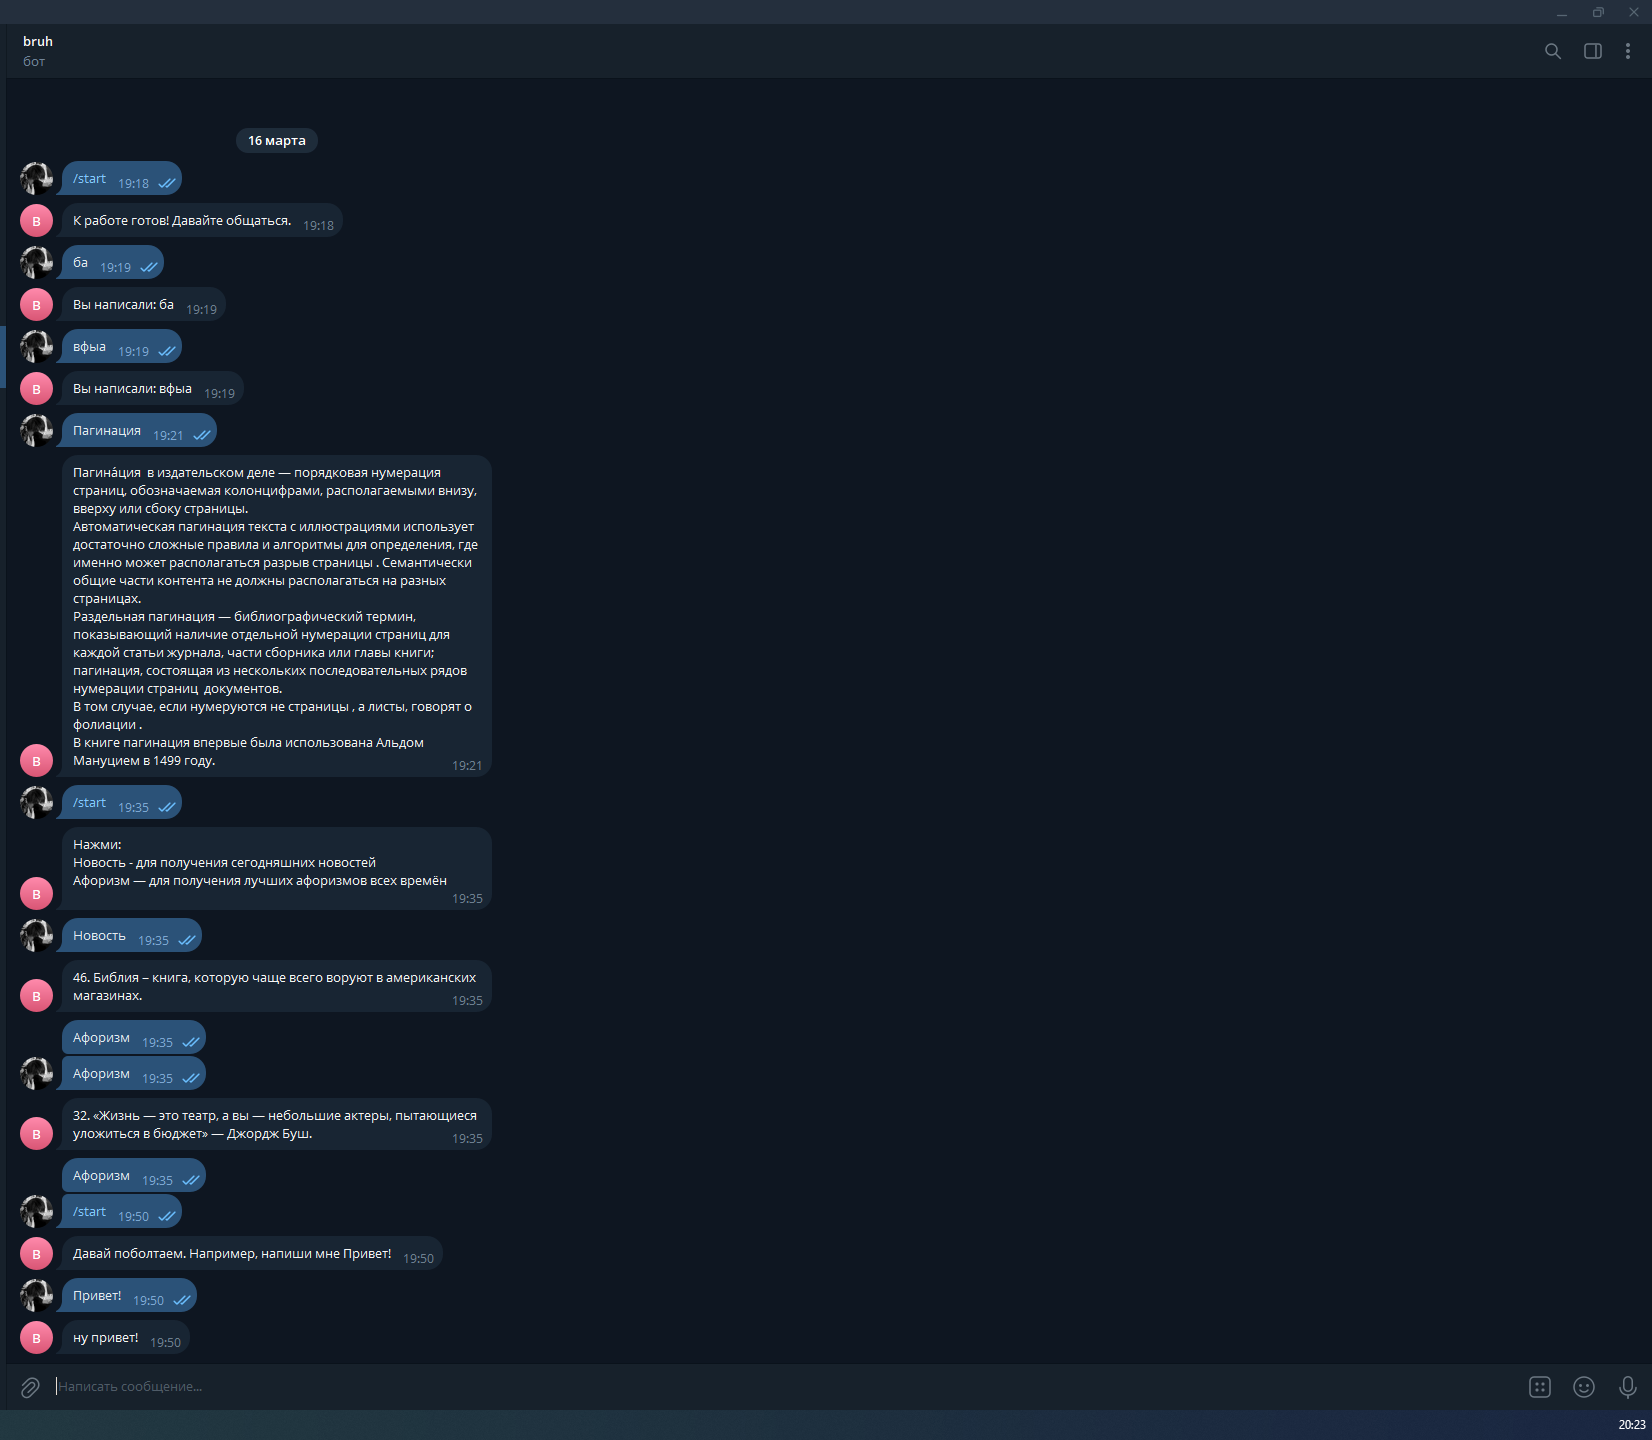 bruh
бот
16 марта
/start 19:18
В
К работе готов! Давайте общаться. 19:18
ба 19:19
В
Вы написали: ба 19:19
вфыа 19:19
В
Вы написали: вфыа 19:19
Пагинация 19:21
Пагина́ция  в издательском деле — порядковая нумерация
страниц, обозначаемая колонцифрами, располагаемыми внизу,
вверху или сбоку страницы.
Автоматическая пагинация текста с иллюстрациями использует
достаточно сложные правила и алгоритмы для определения, где
именно может располагаться разрыв страницы . Семантически
общие части контента не должны располагаться на разных
страницах.
Раздельная пагинация — библиографический термин,
показывающий наличие отдельной нумерации страниц для
каждой статьи журнала, части сборника или главы книги;
пагинация, состоящая из нескольких последовательных рядов
нумерации страниц  документов.
В том случае, если нумеруются не страницы , а листы, говорят о
фолиации .
В книге пагинация впервые была использована Альдом
В
Мануцием в 1499 году. 19:21
/start 19:35
Нажми:
Новость - для получения сегодняшних новостей
Афоризм — для получения лучших афоризмов всех времён
В
19:35
Новость 19:35
46. Библия – книга, которую чаще всего воруют в американских
В
магазинах. 19:35
Афоризм 19:35
Афоризм 19:35
32. «Жизнь — это театр, а вы — небольшие актеры, пытающиеся
В
уложиться в бюджет» — Джордж Буш. 19:35
Афоризм 19:35
/start 19:50
В
Давай поболтаем. Например, напиши мне Привет! 19:50
Привет! 19:50
В
ну привет! 19:50
Написать сообщение...
20:23